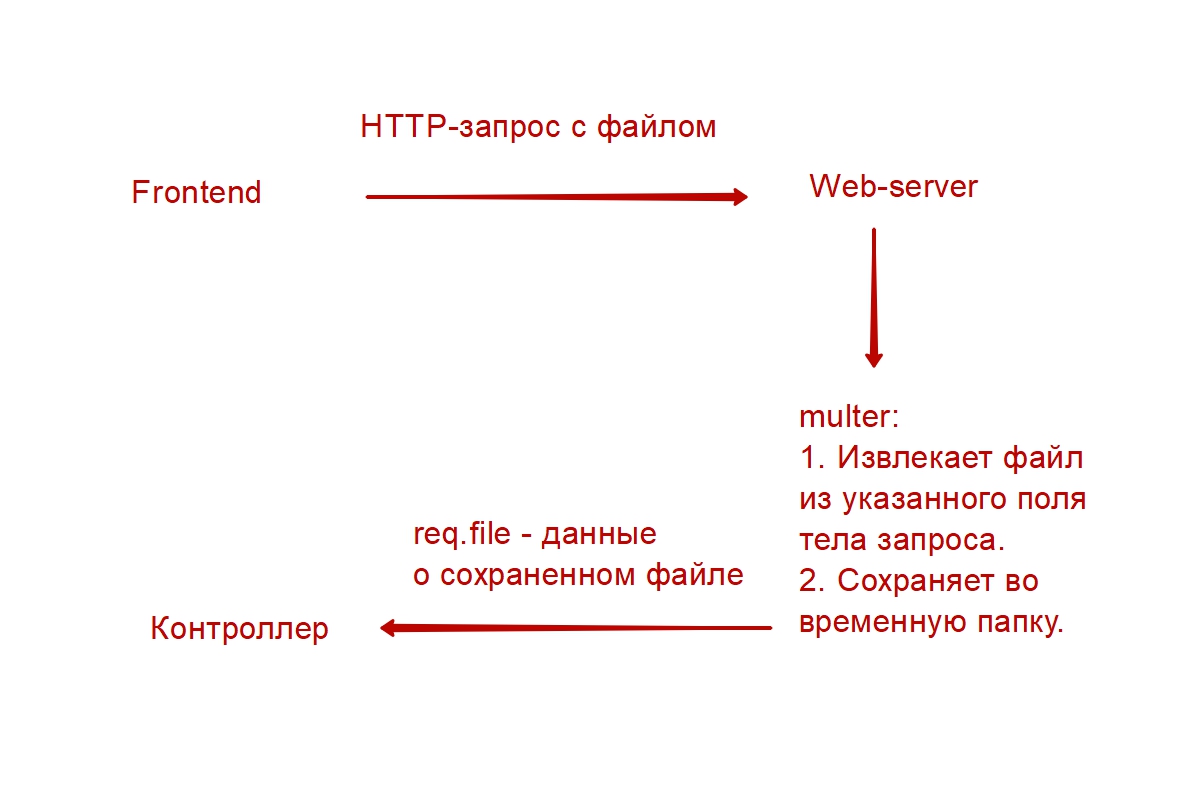 HTTP-запрос с файлом
Frontend
Web-server
multer:
1. Извлекает файл
из указанного поля
тела запроса.
2. Сохраняет во
временную папку.
req.file - данные
о сохраненном файле
Контроллер